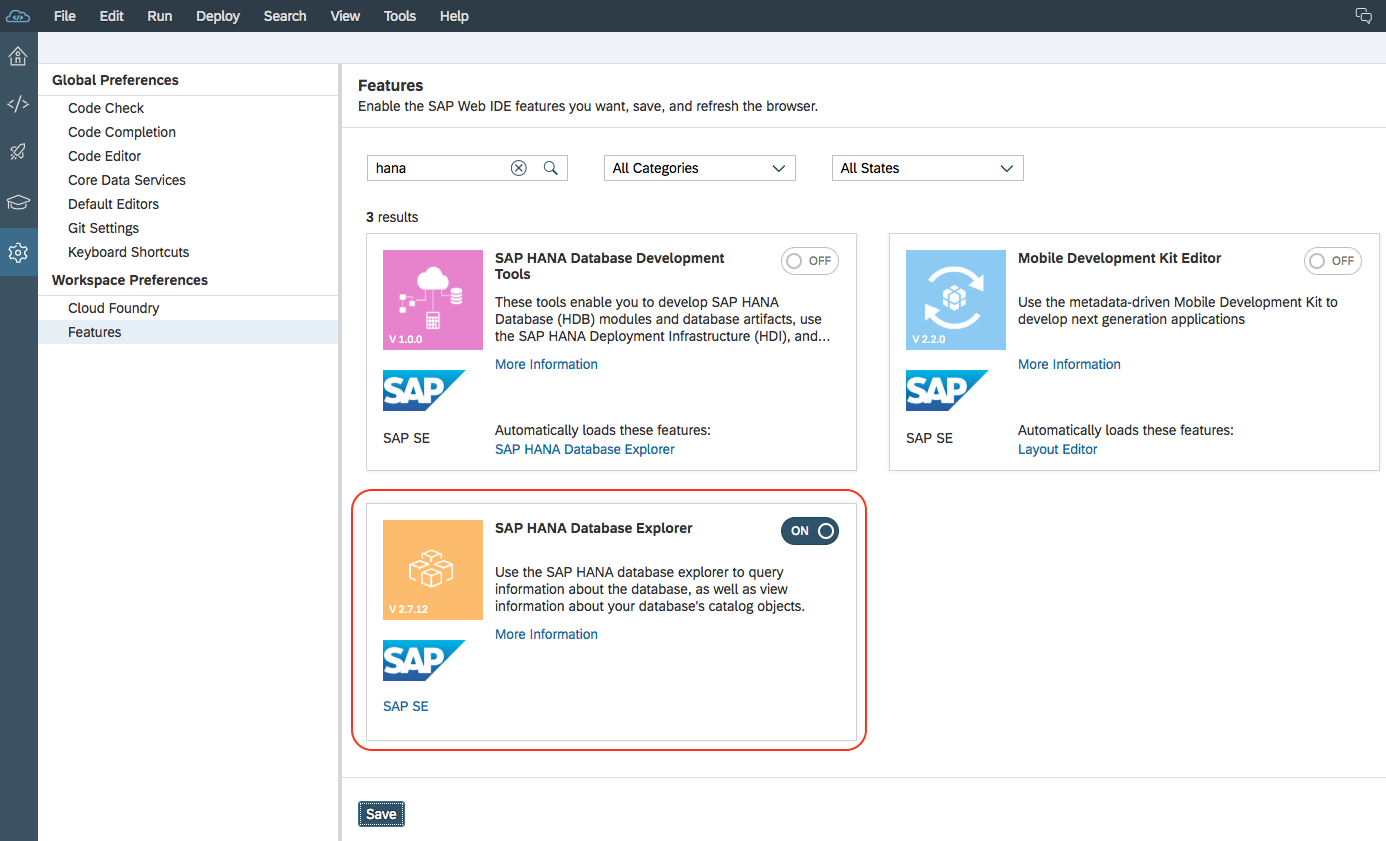 File Edit Run Deploy Search View Tools Help
Global Preferences
Code Check
Code Completion
Code Editor
Core Data Services
Default Editors
Git Settings
Keyboard Shortcuts
Workspace Preferences
Cloud Foundry
Features
Features
Enable the SAP Web IDE features you want, save, and refresh the browser.
hana
All Categories
All States
3 results
V 1.0.0
SAP
SAP SE
SAP HANA Database Development
Tools
OFF
These tools enable you to develop SAP HANA
Database (HDB) modules and database artifacts, use
the SAP HANA Deployment Infrastructure (HDI), and...
More Information
Automatically loads these features:
SAP HANA Database Explorer
V 2.2.0
SAP
SAP SE
Mobile Development Kit Editor
OFF
Use the metadata-driven Mobile Development Kit to
develop next generation applications
More Information
Automatically loads these features:
Layout Editor
V 2.7.12
SAP
SAP SE
SAP HANA Database Explorer
ON
Use the SAP HANA database explorer to query
information about the database, as well as view
information about your database's catalog objects.
More Information
Save